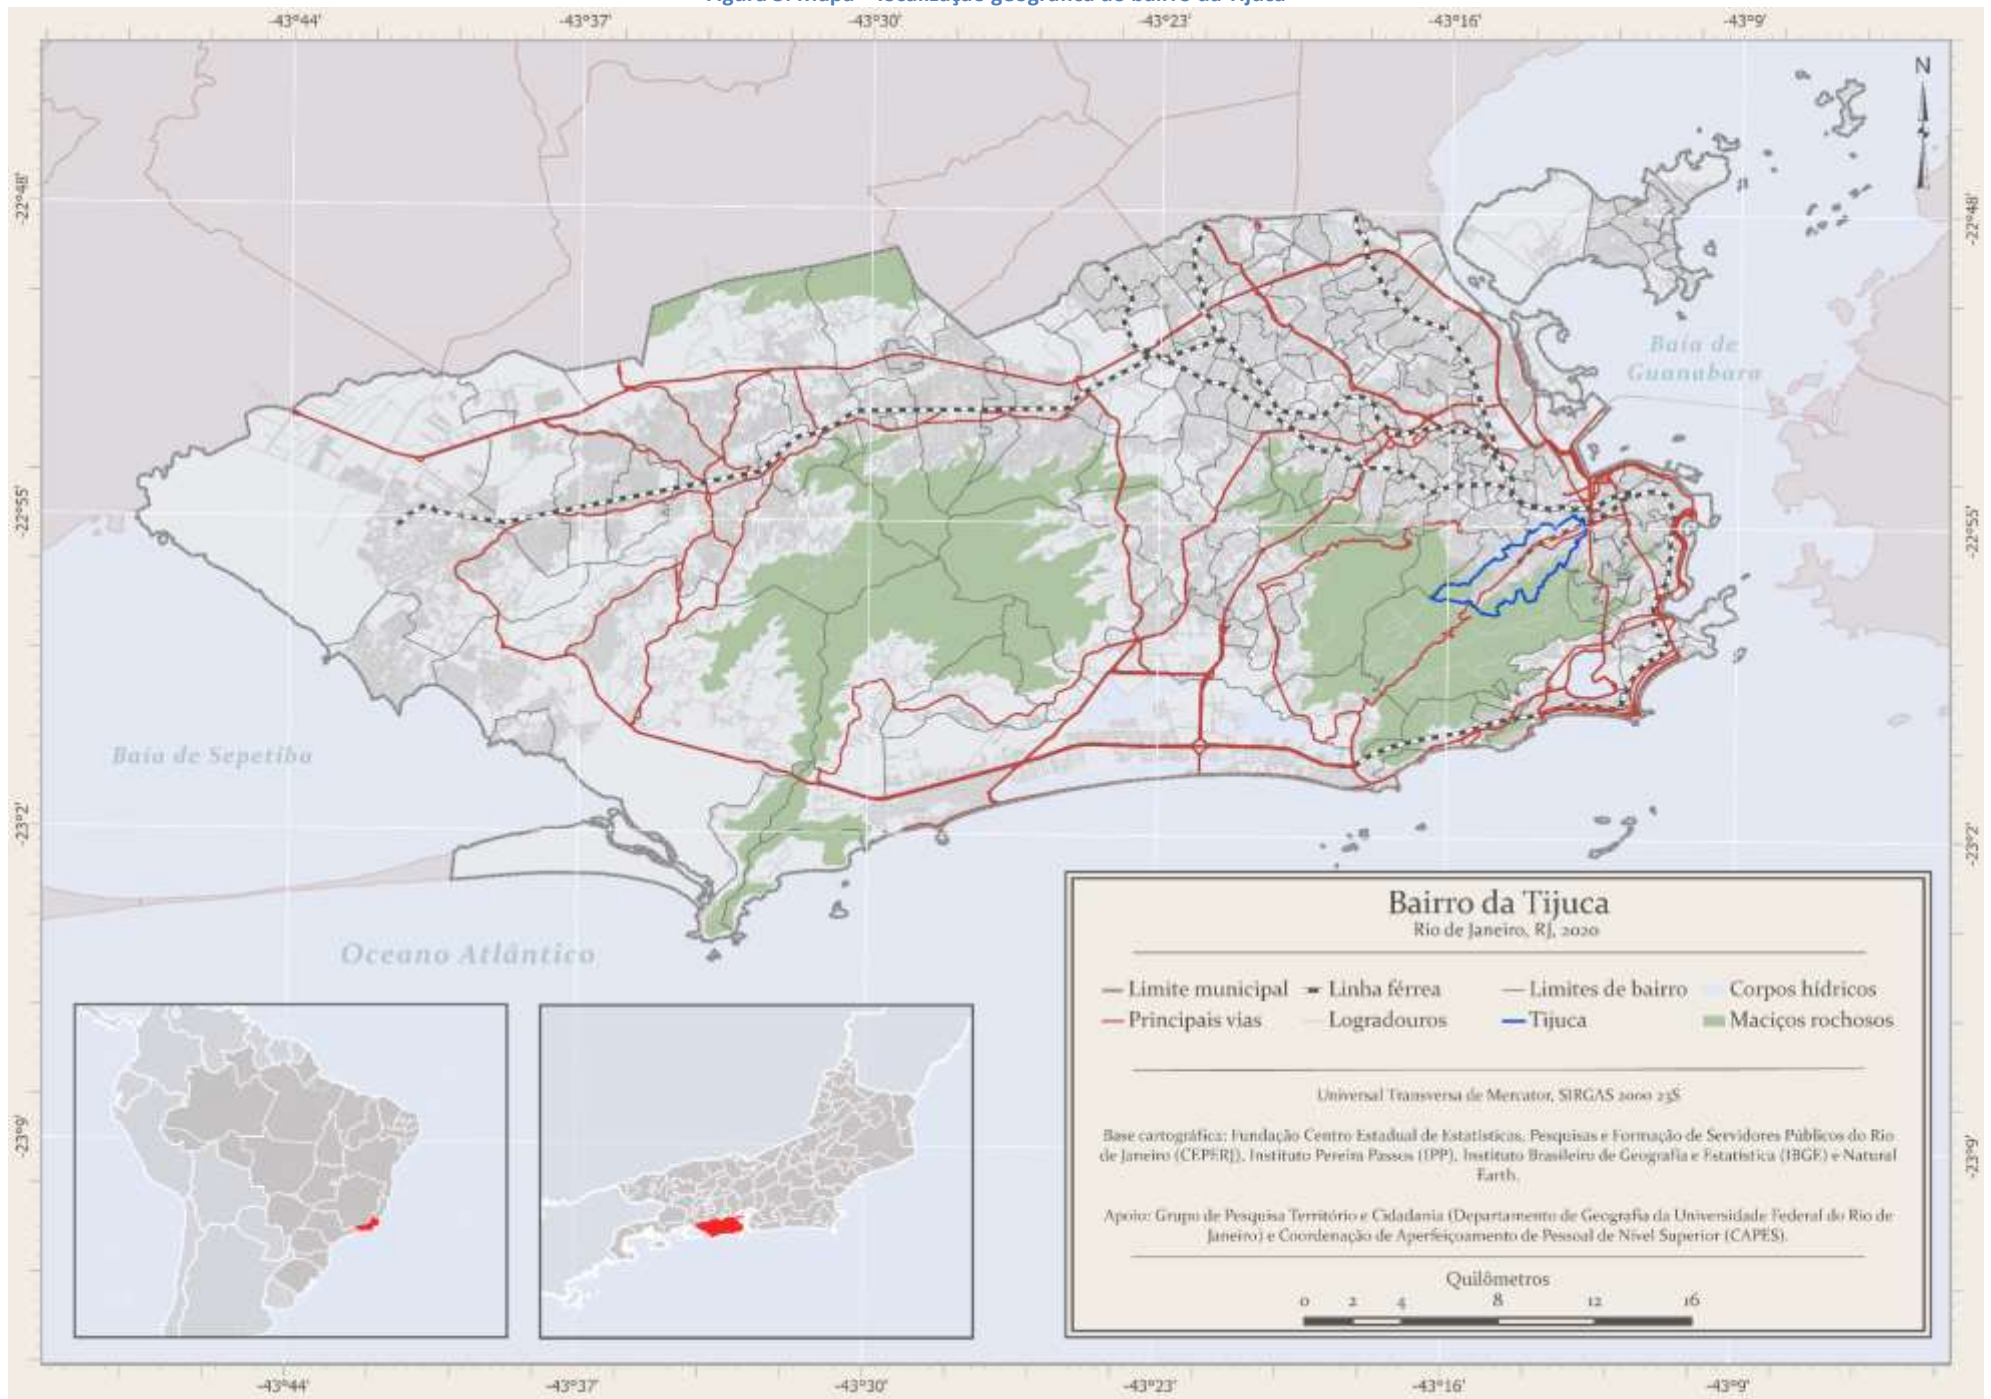 -43°44' -43°37' -43°30' -43°23' -43°16' -43°9'
N
-22°48' -22°48'
Baía de
Guanabara
-22°55' -22°55'
Baía de Sepetiba
-23°2' -23°2'
Oceano Atlântico
Bairro da Tijuca
Rio de Janeiro, RJ, 2020
Limite municipal Linha férrea Limites de bairro Corpos hídricos
Principais vias Logradouros Tijuca Maciços rochosos
Universal Transversa de Mercator, SIRGAS 2000 23S
Base cartográfica: Fundação Centro Estadual de Estatísticas, Pesquisas e Formação de Servidores Públicos do Rio
de Janeiro (CEPERJ), Instituto Pereira Passos (IPP), Instituto Brasileiro de Geografia e Estatística (IBGE) e Natural
Earth.
-23°9' -23°9'
Apoio: Grupo de Pesquisa Território e Cidadania (Departamento de Geografia da Universidade Federal do Rio de
Janeiro) e Coordenação de Aperfeiçoamento de Pessoal de Nível Superior (CAPES).
Quilômetros
0 2 4 8 12 16
-43°44' -43°37' -43°30' -43°23' -43°16' -43°9'